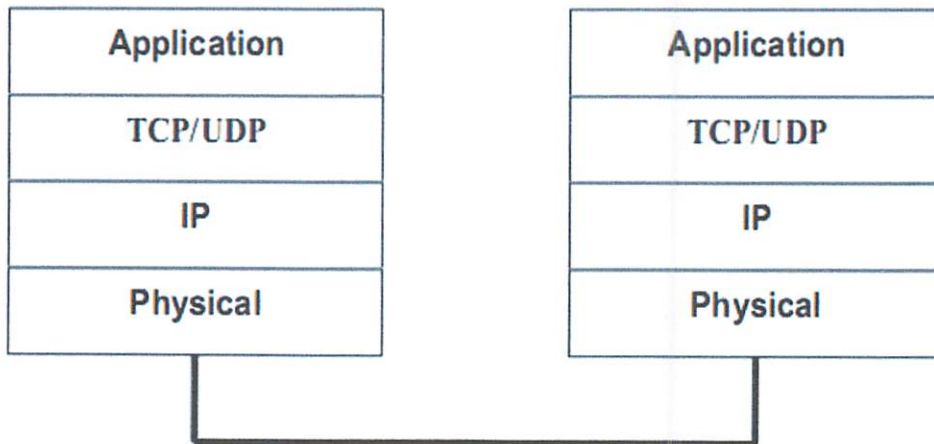 Application
TCP/UDP
IP
Physical
Application
TCP/UDP
IP
Physical